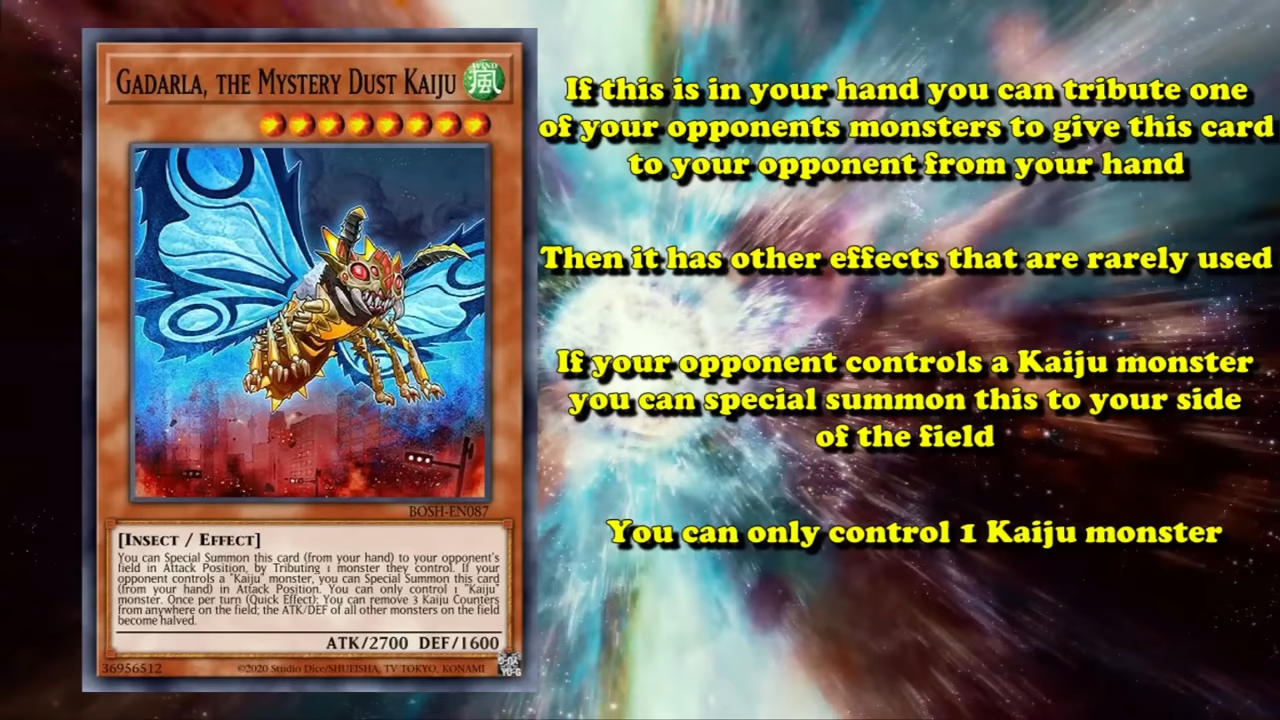 GADARLA, THE MYSTERY DUST KAIJU
WIND
風
BOSH-EN087
[INSECT / EFFECT]
You can Special Summon this card (from your hand) to your opponent's
field in Attack Position, by Tributing 1 monster they control. If your
opponent controls a "Kaiju" monster, you can Special Summon this card
(from your hand) in Attack Position. You can only control 1 "Kaiju"
monster. Once per turn (Quick Effect): You can remove 3 Kaiju Counters
from anywhere on the field; the ATK/DEF of all other monsters on the field
become halved.
ATK/2700 DEF/1600
36956512
©2020 Studio Dice/SHUEISHA, TV TOKYO, KONAMI
If this is in your hand you can tribute one
of your opponents monsters to give this card
to your opponent from your hand
Then it has other effects that are rarely used
If your opponent controls a Kaiju monster
you can special summon this to your side
of the field
You can only control 1 Kaiju monster